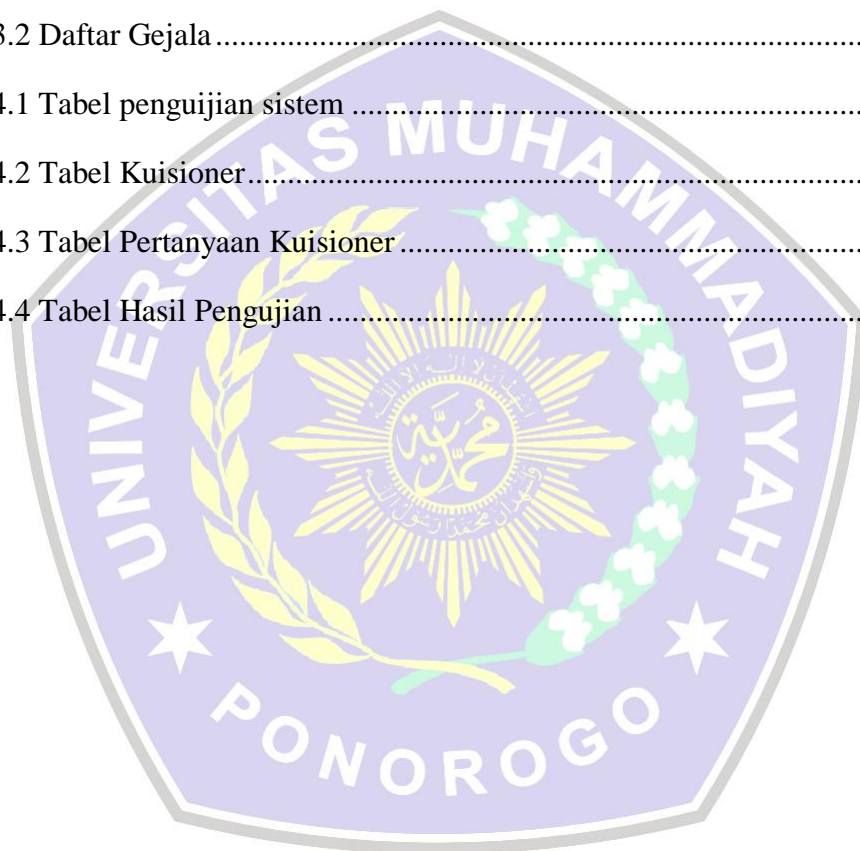 3.2 Daftar Gejala
4.1 Tabel penguijian sistem
4.2 Tabel Kuisioner
4.3 Tabel Pertanyaan Kuisioner
4.4 Tabel Hasil Pengujian
UNIVERSITAS MUHAMMADIYAH
PONOROGO
محمدية